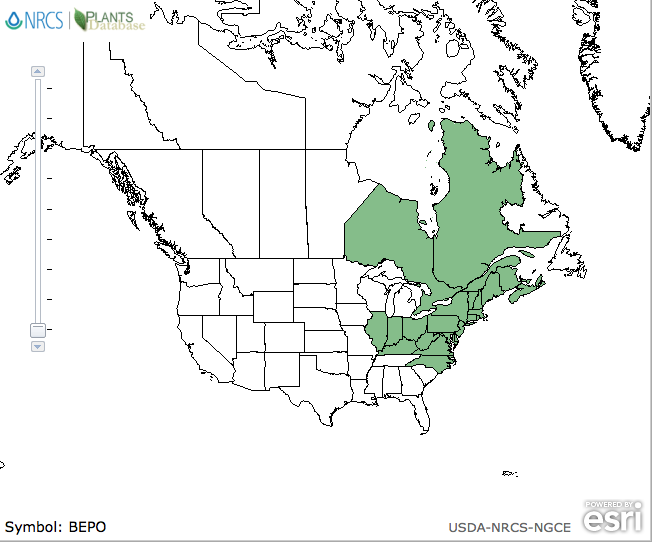 NRCS PLANTS
Database
Symbol: BEPO
USDA-NRCS-NGCE
POWERED BY
esri